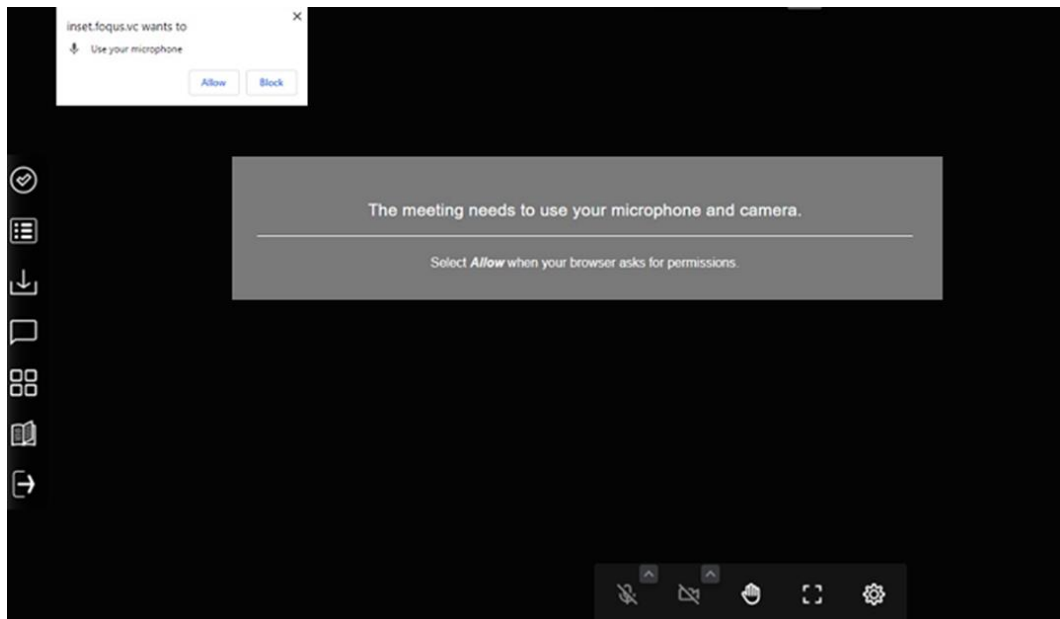 inset.foqus.vc wants to
Use your microphone
Allow Block
The meeting needs to use your microphone and camera.
Select Allow when your browser asks for permissions.